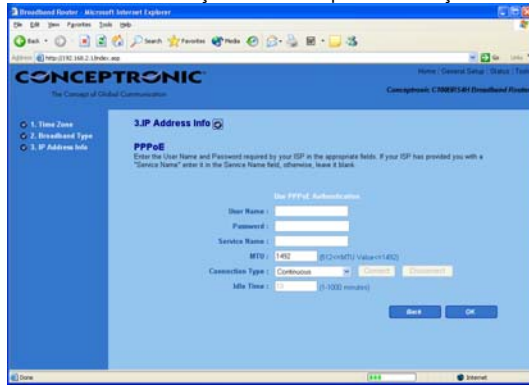 Broadband Router - Microsoft Internet Explorer
File Edit View Favorites Tools Help
Back Search Favorites Media
Address http://192.168.2.1/index.asp Go Links
CONCEPTRONIC
The Concept of Global Communication
Home | General Setup | Status | Tools
Conceptronic C100BRS4H Broadband Router
1. Time Zone
2. Broadband Type
3. IP Address Info
3.IP Address Info
PPPoE
Enter the User Name and Password required by your ISP in the appropriate fields. If your ISP has provided you with a
"Service Name" enter it in the Service Name field, otherwise, leave it blank.
Use PPPoE Authentication
User Name :
Password :
Service Name :
MTU : 1492 (512<=MTU Value<=1492)
Connection Type : Continuous Connect Disconnect
Idle Time : 10 (1-1000 minutes)
Back OK
Done Internet